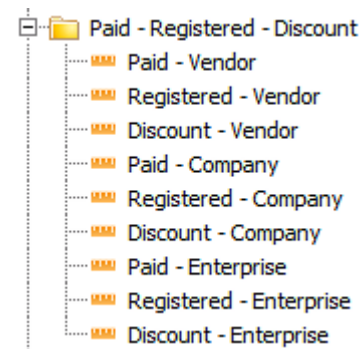 Paid - Registered - Discount
Paid - Vendor
Registered - Vendor
Discount - Vendor
Paid - Company
Registered - Company
Discount - Company
Paid - Enterprise
Registered - Enterprise
Discount - Enterprise